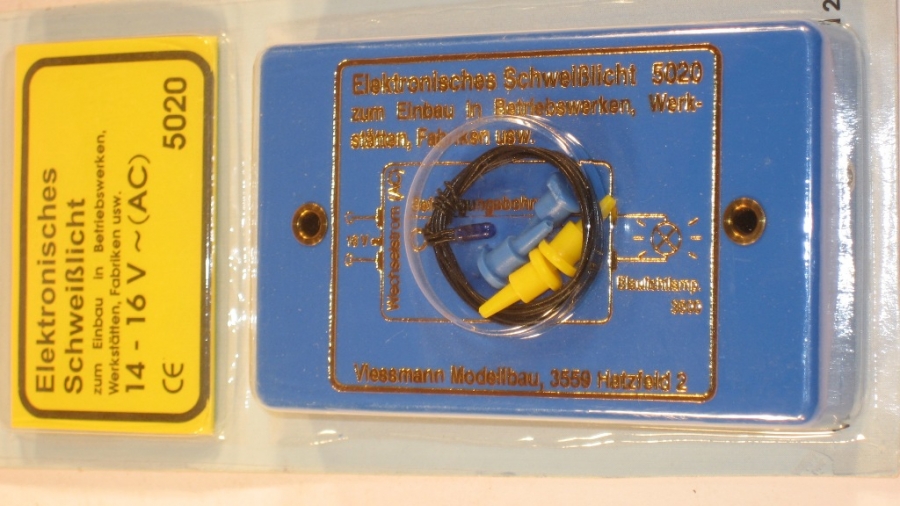 Elektronisches
Schweißlicht
zum Einbau in Betriebswerken,
Werkstätten, Fabriken usw.
14 - 16 V ~ (AC)
CE 5020
Elektronisches Schweißlicht 5020
zum Einbau in Betriebswerken, Werk-
stätten, Fabriken usw.
Wechselstrom (AC)
Viessmann Modellbau, 3559 Hatzfeld 2